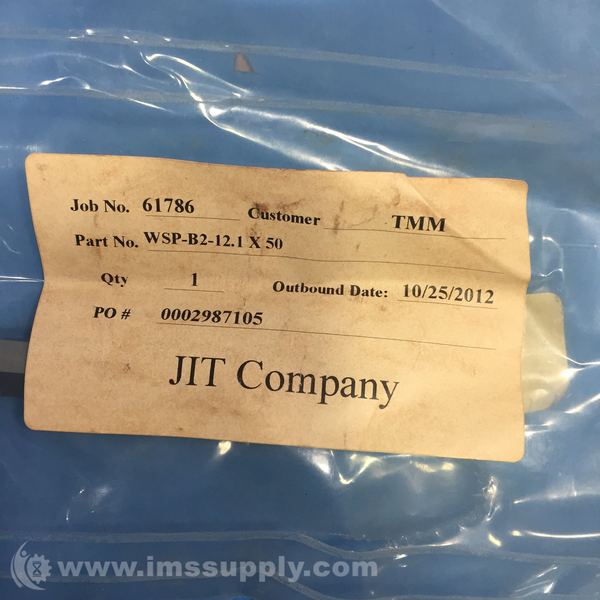 Job No. 61786 Customer TMM
Part No. WSP-B2-12.1 X 50
Qty 1 Outbound Date: 10/25/2012
PO # 0002987105
JIT Company
www.imssupply.com